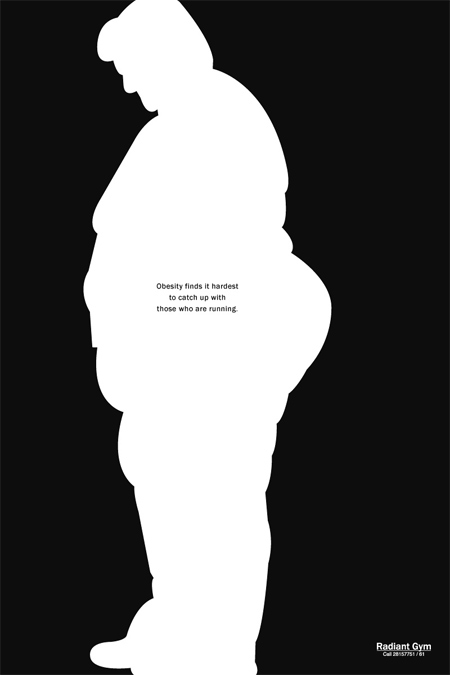 Obesity finds it hardest
to catch up with
those who are running.
Radiant Gym
Call 28157751 / 61